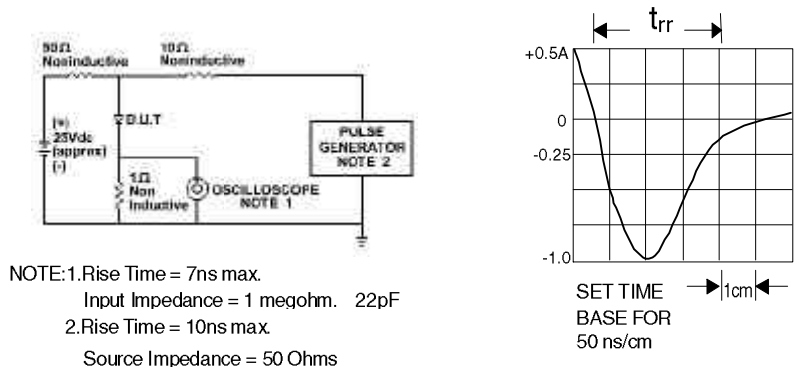 50Ω
Noninductive
10Ω
Noninductive
D.U.T
(+)
25Vdc
(approx)
(-)
1Ω
Non
Inductive
OSCILLOSCOPE
NOTE 1
PULSE
GENERATOR
NOTE 2
NOTE:1.Rise Time = 7ns max.
Input Impedance = 1 megohm. 22pF
2.Rise Time = 10ns max.
Source Impedance = 50 Ohms
trr
+0.5A
0
-0.25
-1.0
1cm
SET TIME
BASE FOR
50 ns/cm